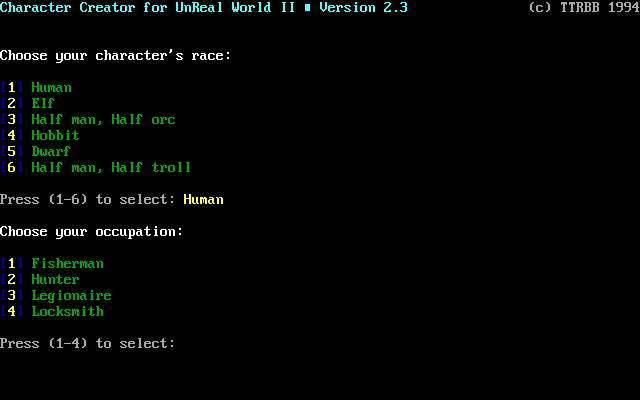 Character Creator for UnReal World II ■ Version 2.3 (c) TTRBB 1994
Choose your character's race:
[1] Human
[2] Elf
[3] Half man, Half orc
[4] Hobbit
[5] Dwarf
[6] Half man, Half troll
Press (1-6) to select: Human
Choose your occupation:
[1] Fisherman
[2] Hunter
[3] Legionaire
[4] Locksmith
Press (1-4) to select: